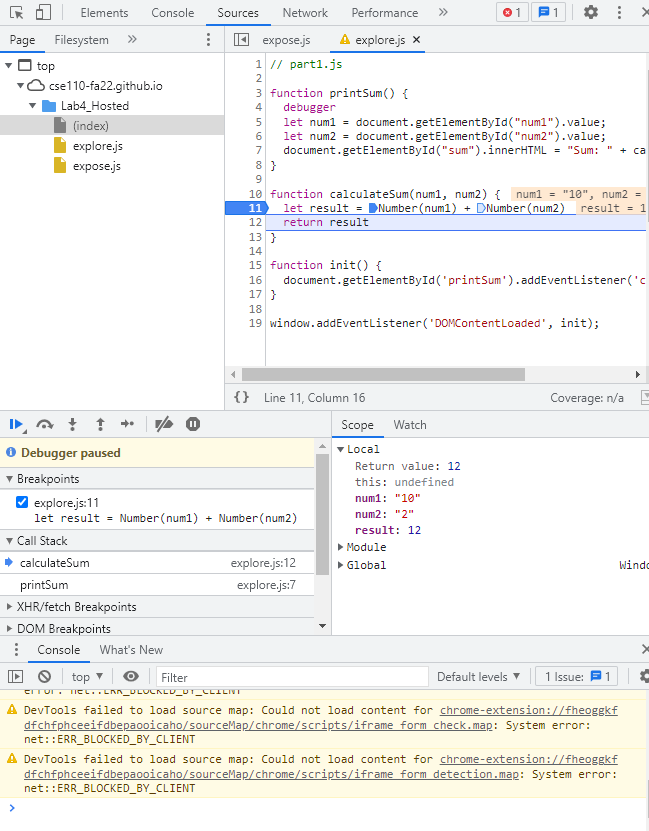 Elements Console Sources Network Performance » 1 1
Page Filesystem »
expose.js explore.js ×
top
cse110-fa22.github.io
Lab4_Hosted
(index)
explore.js
expose.js
1 // part1.js
2
3 function printSum() {
4 debugger
5 let num1 = document.getElementById("num1").value;
6 let num2 = document.getElementById("num2").value;
7 document.getElementById("sum").innerHTML = "Sum: " + ca
8 }
9
10 function calculateSum(num1, num2) { num1 = "10", num2 =
11 let result = Number(num1) + Number(num2) result = 1
12 return result
13 }
14
15 function init() {
16 document.getElementById('printSum').addEventListener('c
17 }
18
19 window.addEventListener('DOMContentLoaded', init);
{} Line 11, Column 16 Coverage: n/a
Debugger paused
Breakpoints
explore.js:11
let result = Number(num1) + Number(num2)
Call Stack
calculateSum explore.js:12
printSum explore.js:7
XHR/fetch Breakpoints
DOM Breakpoints
Scope Watch
Local
Return value: 12
this: undefined
num1: "10"
num2: "2"
result: 12
Module
Global Windo
Console What's New
top Filter Default levels 1 Issue: 1
error: net::ERR_BLOCKED_BY_CLIENT
DevTools failed to load source map: Could not load content for chrome-extension://fheoggkf
dfchfphceeifdbepaooicaho/sourceMap/chrome/scripts/iframe_form_check.map: System error:
net::ERR_BLOCKED_BY_CLIENT
DevTools failed to load source map: Could not load content for chrome-extension://fheoggkf
dfchfphceeifdbepaooicaho/sourceMap/chrome/scripts/iframe_form_detection.map: System error:
net::ERR_BLOCKED_BY_CLIENT